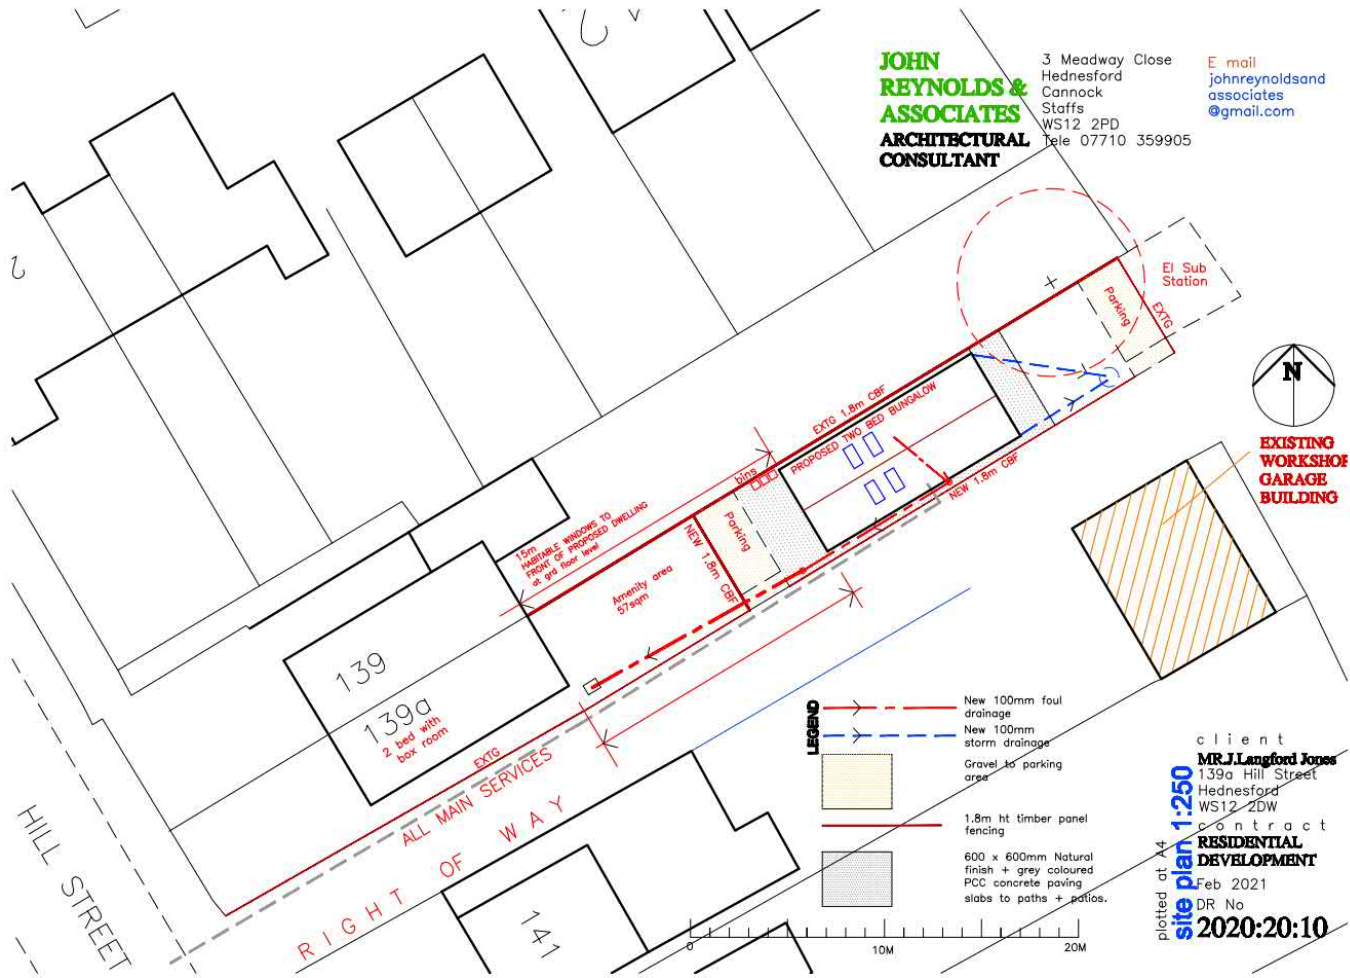 JOHN
REYNOLDS &
ASSOCIATES
ARCHITECTURAL
CONSULTANT
3 Meadway Close
Hednesford
Cannock
Staffs
WS12 2PD
Tele 07710 359905
E mail
johnreynoldsand
associates
@gmail.com
El Sub
Station
Parking
EXTG
N
EXISTING
WORKSHOP
GARAGE
BUILDING
EXTG 1.8m CBF
PROPOSED TWO BED BUNGALOW
NEW 1.8m CBF
bins
15m
HABITABLE WINDOWS TO
FRONT OF PROPOSED DWELLING
at grd floor level
Parking
NEW 1.8m CBF
Amenity area
57sqm
139
139a
2 bed with
box room
EXTG
ALL MAIN SERVICES
RIGHT OF WAY
HILL STREET
141
LEGEND
New 100mm foul
drainage
New 100mm
storm drainage
Gravel to parking
area
1.8m ht timber panel
fencing
600 x 600mm Natural
finish + grey coloured
PCC concrete paving
slabs to paths + patios.
0 10M 20M
plotted at A4
site plan 1:250
client
MR.J.Langford Jones
139a Hill Street
Hednesford
WS12 2DW
contract
RESIDENTIAL
DEVELOPMENT
Feb 2021
DR No
2020:20:10